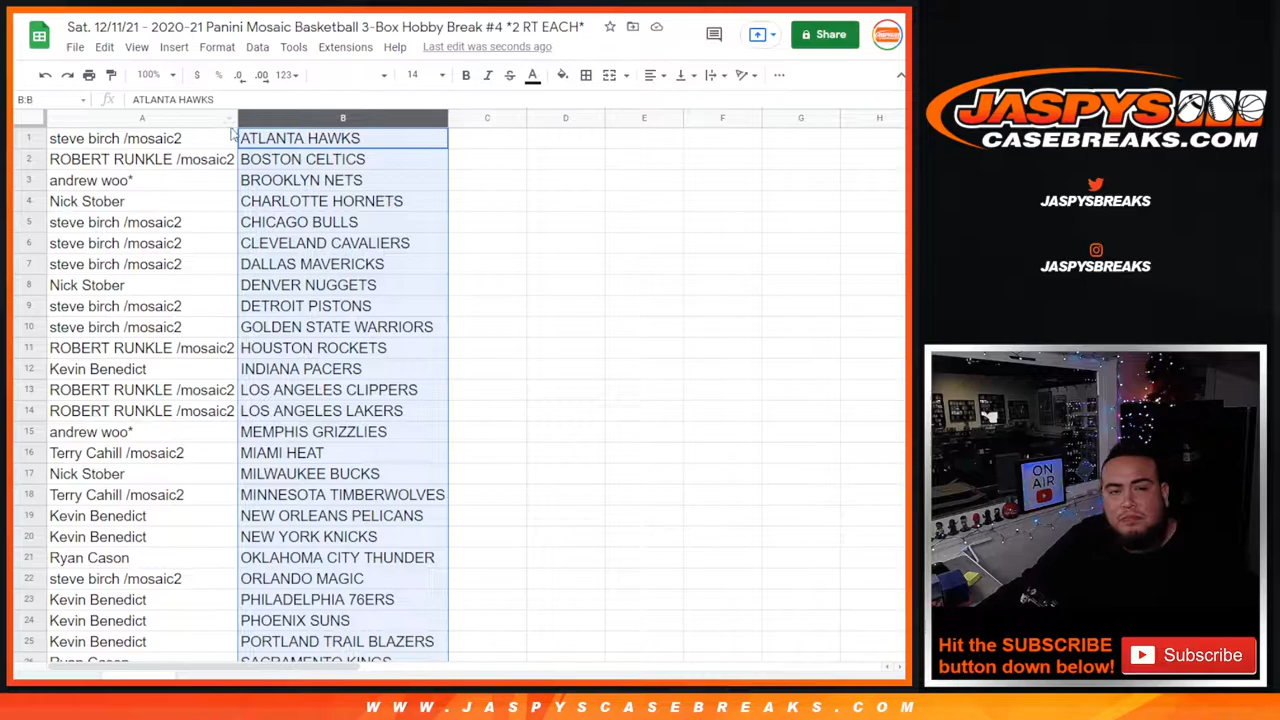 Sat. 12/11/21 - 2020-21 Panini Mosaic Basketball 3-Box Hobby Break #4 *2 RT EACH*
File Edit View Insert Format Data Tools Extensions Help Last edit was seconds ago
Share
100% $ % .0 .00 123 14 B I S A
B:B fx ATLANTA HAWKS
A B C D E F G H
1 steve birch /mosaic2 ATLANTA HAWKS
2 ROBERT RUNKLE /mosaic2 BOSTON CELTICS
3 andrew woo* BROOKLYN NETS
4 Nick Stober CHARLOTTE HORNETS
5 steve birch /mosaic2 CHICAGO BULLS
6 steve birch /mosaic2 CLEVELAND CAVALIERS
7 steve birch /mosaic2 DALLAS MAVERICKS
8 Nick Stober DENVER NUGGETS
9 steve birch /mosaic2 DETROIT PISTONS
10 steve birch /mosaic2 GOLDEN STATE WARRIORS
11 ROBERT RUNKLE /mosaic2 HOUSTON ROCKETS
12 Kevin Benedict INDIANA PACERS
13 ROBERT RUNKLE /mosaic2 LOS ANGELES CLIPPERS
14 ROBERT RUNKLE /mosaic2 LOS ANGELES LAKERS
15 andrew woo* MEMPHIS GRIZZLIES
16 Terry Cahill /mosaic2 MIAMI HEAT
17 Nick Stober MILWAUKEE BUCKS
18 Terry Cahill /mosaic2 MINNESOTA TIMBERWOLVES
19 Kevin Benedict NEW ORLEANS PELICANS
20 Kevin Benedict NEW YORK KNICKS
21 Ryan Cason OKLAHOMA CITY THUNDER
22 steve birch /mosaic2 ORLANDO MAGIC
23 Kevin Benedict PHILADELPHIA 76ERS
24 Kevin Benedict PHOENIX SUNS
25 Kevin Benedict PORTLAND TRAIL BLAZERS
26 Ryan Cason SACRAMENTO KINGS
JASPYS
CASEBREAKS.COM
JASPYSBREAKS
JASPYSBREAKS
ON AIR
Hit the SUBSCRIBE
button down below!
Subscribe
WWW.JASPYSCASEBREAKS.COM